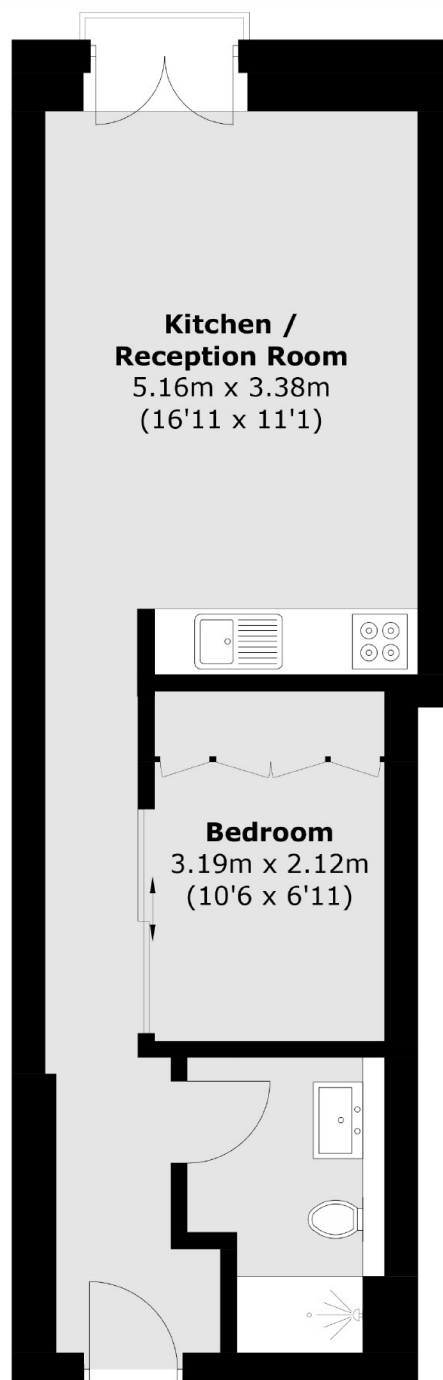 Kitchen /
Reception Room
5.16m x 3.38m
(16'11 x 11'1)
Bedroom
3.19m x 2.12m
(10'6 x 6'11)